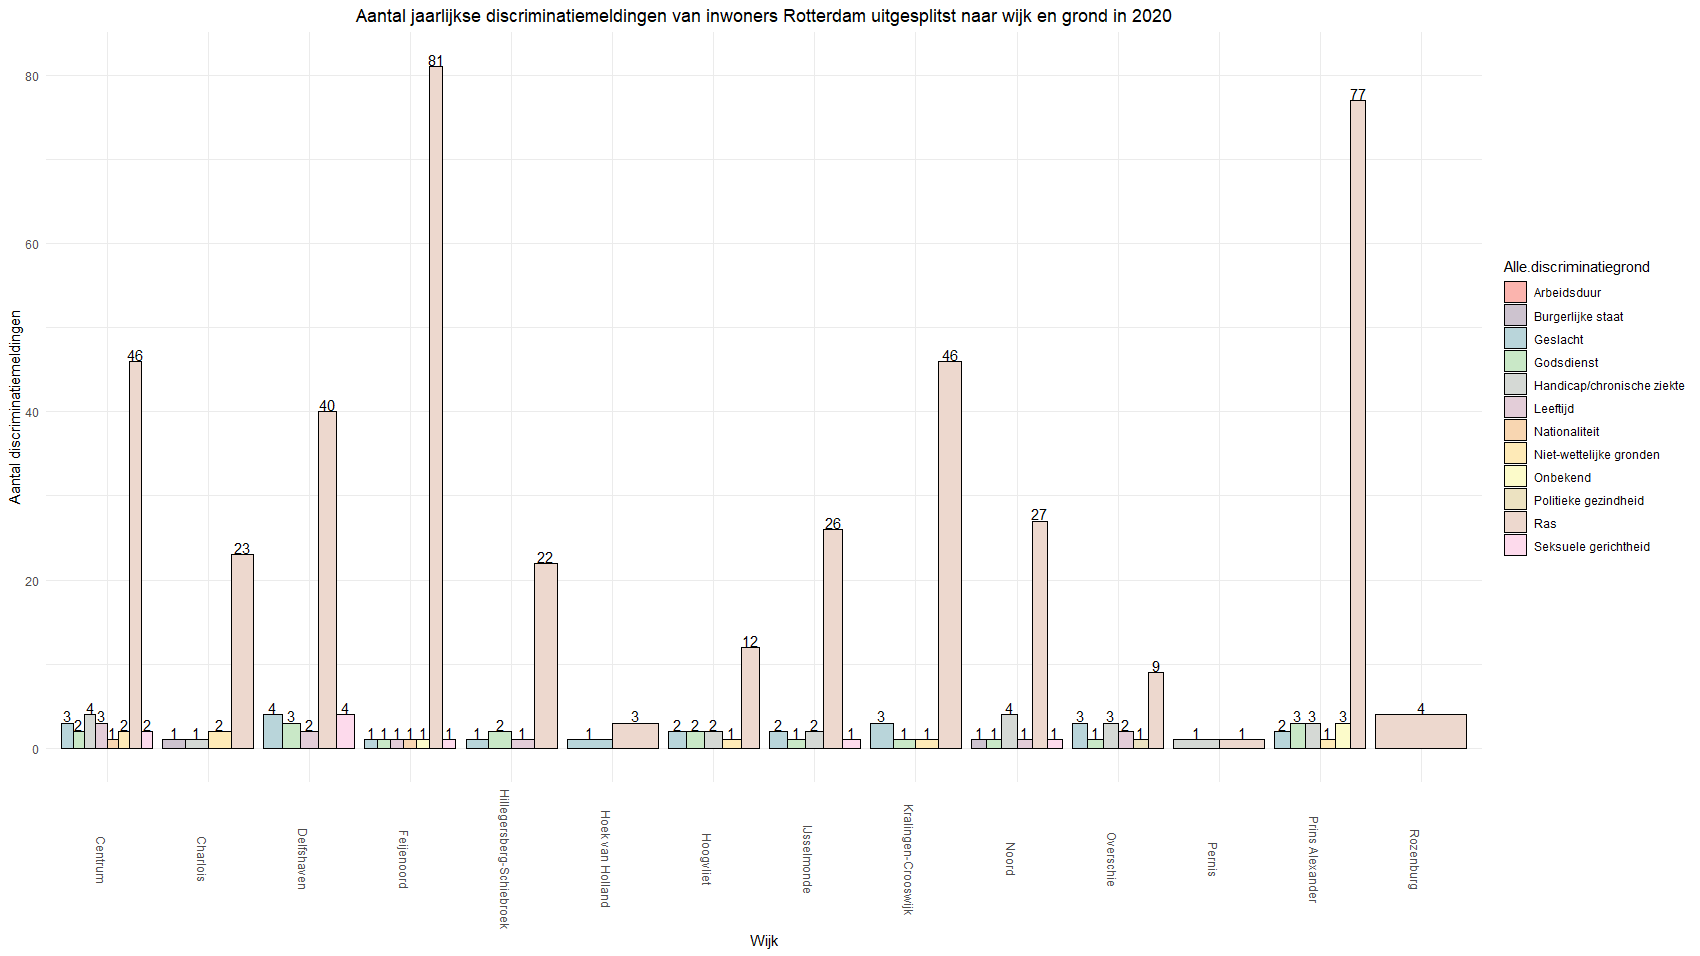 Aantal jaarlijkse discriminatiemeldingen van inwoners Rotterdam uitgesplitst naar wijk en grond in 2020
Aantal discriminatiemeldingen
80
60
40
20
0
3 2 4 3 1 2 46 2
1 1 2 23
4 3 2 40 4
1 1 1 1 1 81 1
1 2 1 22
1 3
2 2 2 1 12
2 1 2 26 1
3 1 1 46
1 1 4 1 27 1
3 1 3 2 1 9
1 1
2 3 3 1 3 77
4
Centrum
Charlois
Delfshaven
Feijenoord
Hillegersberg-Schiebroek
Hoek van Holland
Hoogvliet
IJsselmonde
Kralingen-Crooswijk
Noord
Overschie
Pernis
Prins Alexander
Rozenburg
Wijk
Alle.discriminatiegrond
Arbeidsduur
Burgerlijke staat
Geslacht
Godsdienst
Handicap/chronische ziekte
Leeftijd
Nationaliteit
Niet-wettelijke gronden
Onbekend
Politieke gezindheid
Ras
Seksuele gerichtheid